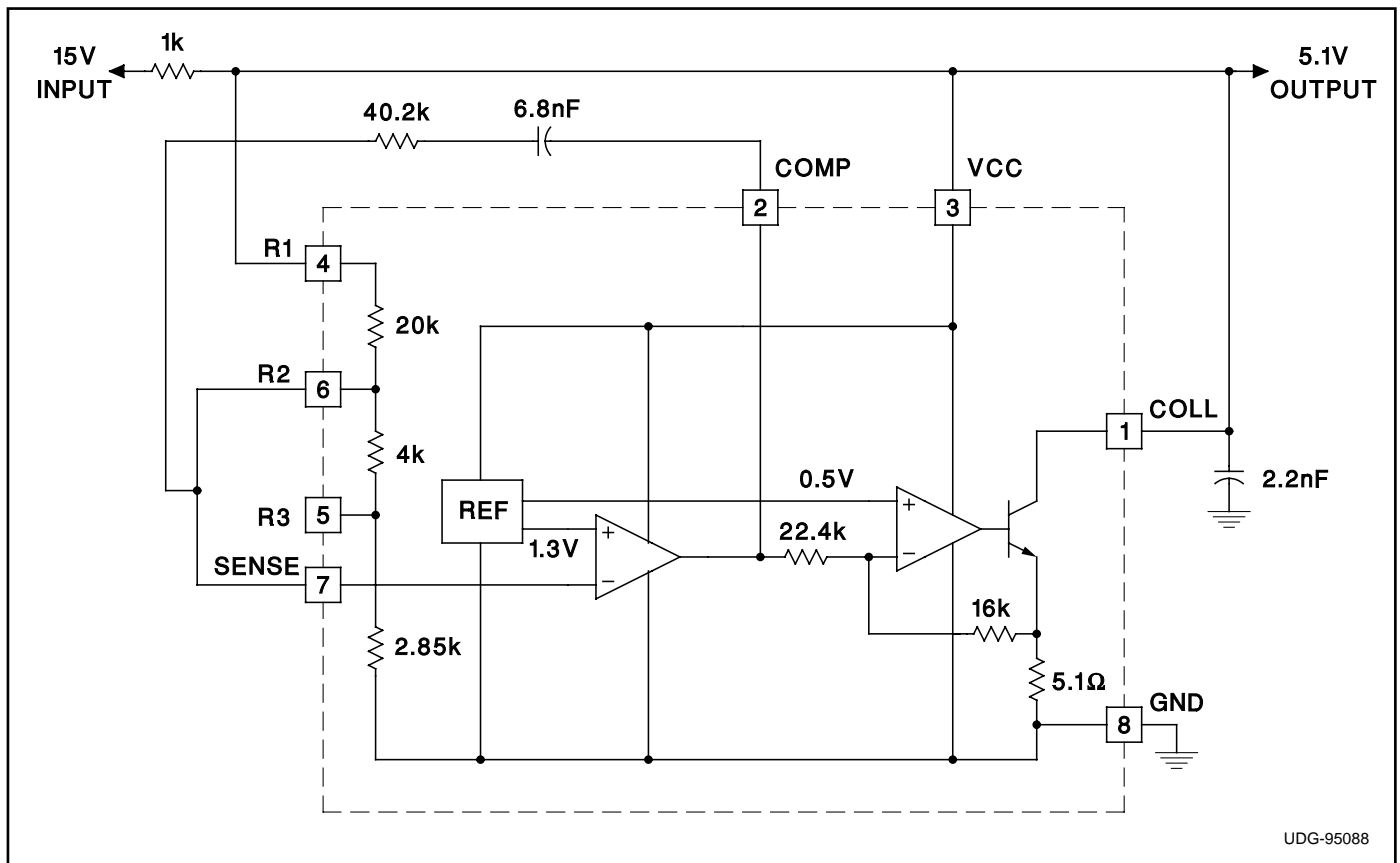 1k
15V
INPUT
5.1V
OUTPUT
40.2k
6.8nF
COMP
VCC
2
3
R1
4
20k
R2
6
COLL
1
4k
0.5V
2.2nF
R3
5
REF
+
+
1.3V
22.4k
−
SENSE
7
−
16k
2.85k
5.1Ω
GND
8
UDG-95088